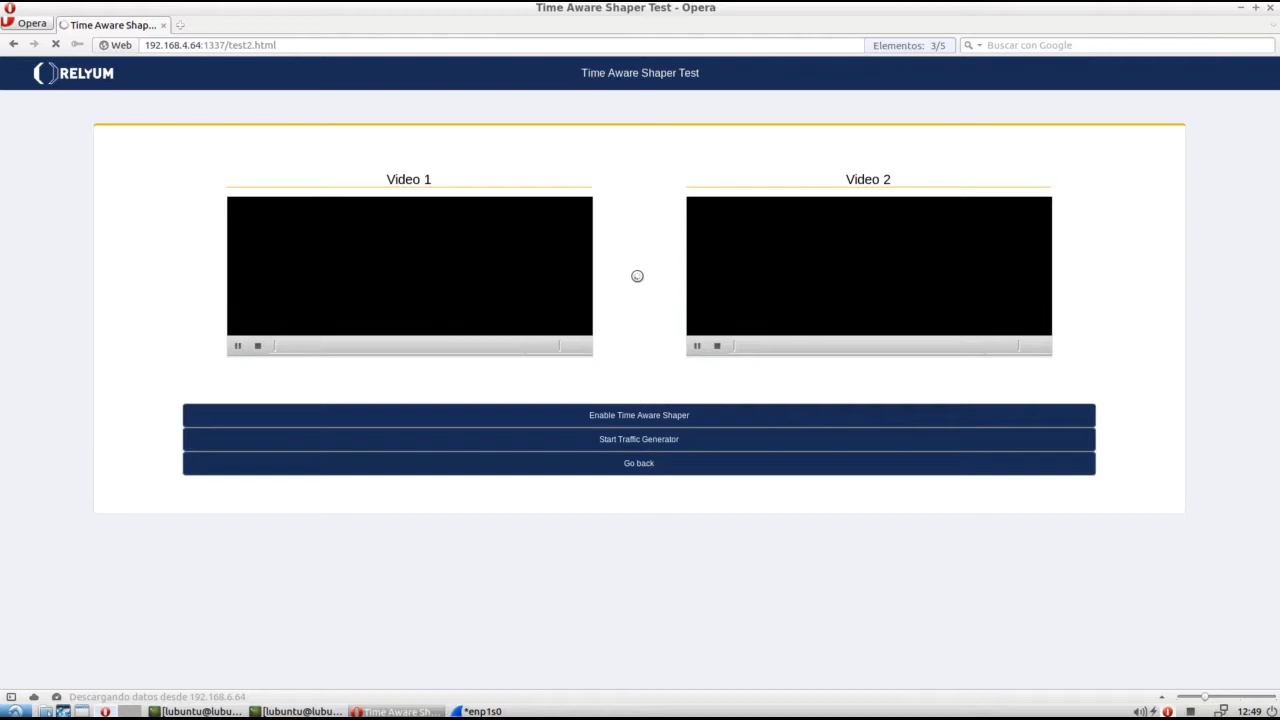 Time Aware Shaper Test - Opera
Opera
Time Aware Shap...
Web
192.168.4.64:1337/test2.html
Elementos: 3/5
Buscar con Google
RELYUM
Time Aware Shaper Test
Video 1
Video 2
Enable Time Aware Shaper
Start Traffic Generator
Go back
Descargando datos desde 192.168.6.64
[lubuntu@lubu...
[lubuntu@lubu...
Time Aware Sh...
*enp1s0
12:49